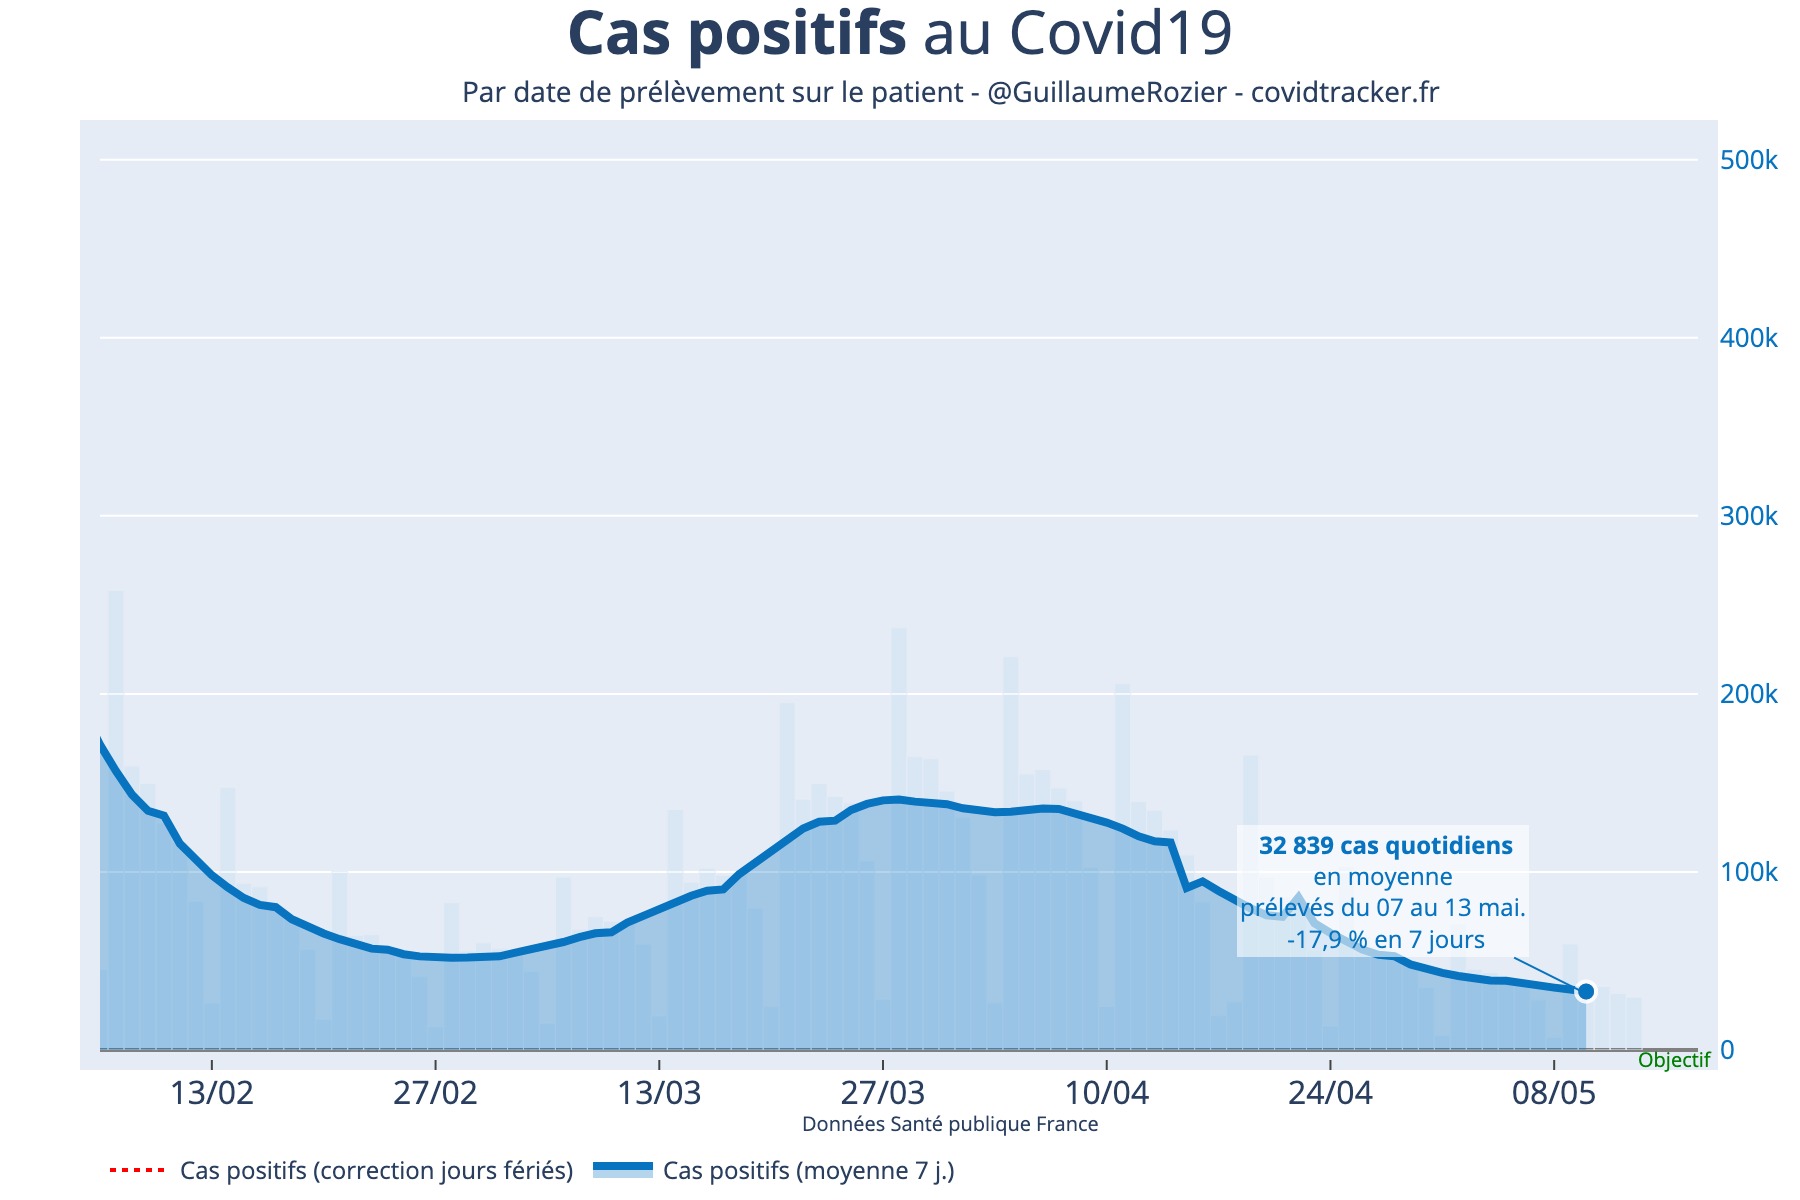 Cas positifs au Covid19
Par date de prélèvement sur le patient - @GuillaumeRozier - covidtracker.fr
500k
400k
300k
200k
100k
0
32 839 cas quotidiens
en moyenne
prélevés du 07 au 13 mai.
-17,9 % en 7 jours
Objectif
13/02 27/02 13/03 27/03 10/04 24/04 08/05
Données Santé publique France
Cas positifs (correction jours fériés) Cas positifs (moyenne 7 j.)